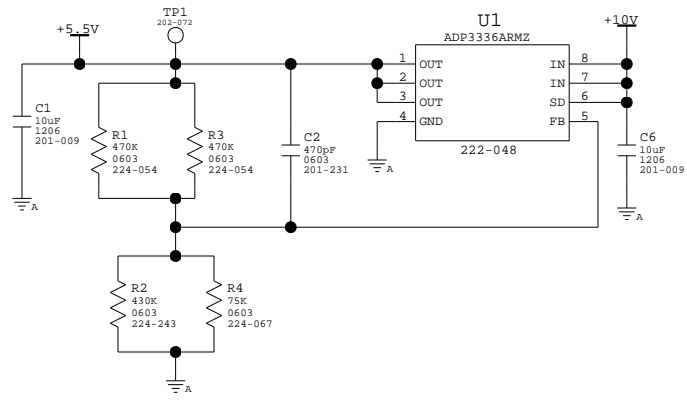 TP1
202-072
+5.5V
U1
ADP3336ARMZ
+10V
1 OUT IN 8
2 OUT IN 7
3 OUT SD 6
4 GND FB 5
222-048
C1
10uF
1206
201-009
A
R1
470K
0603
224-054
R3
470K
0603
224-054
C2
470pF
0603
201-231
A
C6
10uF
1206
201-009
A
R2
430K
0603
224-243
R4
75K
0603
224-067
A